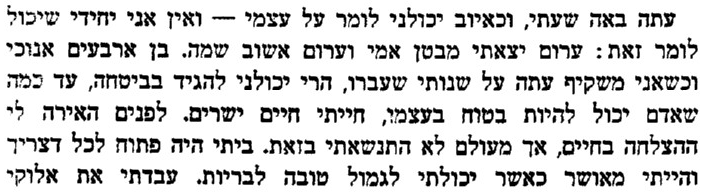 עתה באה שעתי, וכאיוב יכולני לומר על עצמי — ואין אני יחידי שיכול
לומר זאת: ערום יצאתי מבטן אמי וערום אשוב שמה. בן ארבעים אנוכי
וכשאני משקיף עתה על שנותי שעברו, הרי יכולני להגיד בביטחה, עד כמה
שאדם יכול להיות בטוח בעצמו, חייתי חיים ישרים. לפנים האירה לי
ההצלחה בחיים, אך מעולם לא התנשאתי בזאת. ביתי היה פתוח לכל דצריך
והייתי מאושר כאשר יכולתי לגמול טובה לבריות. עבדתי את אלוקי